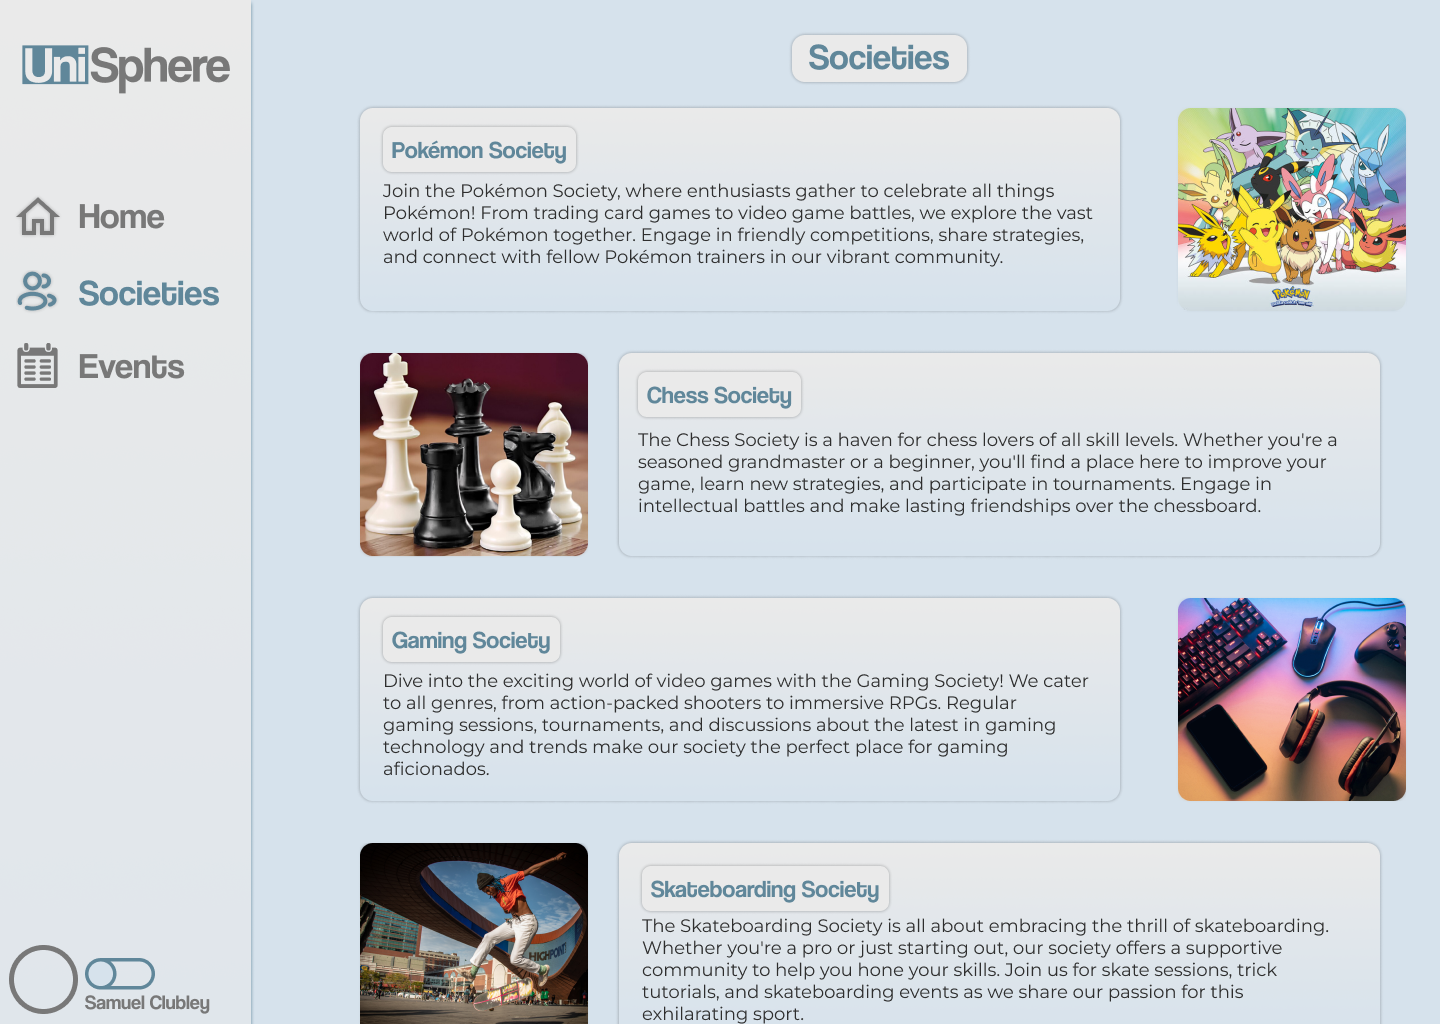 UniSphere
Home
Societies
Events
Samuel Clubley
Societies
Pokémon Society
Join the Pokémon Society, where enthusiasts gather to celebrate all things
Pokémon! From trading card games to video game battles, we explore the vast
world of Pokémon together. Engage in friendly competitions, share strategies,
and connect with fellow Pokémon trainers in our vibrant community.
POKéMON
Chess Society
The Chess Society is a haven for chess lovers of all skill levels. Whether you're a
seasoned grandmaster or a beginner, you'll find a place here to improve your
game, learn new strategies, and participate in tournaments. Engage in
intellectual battles and make lasting friendships over the chessboard.
Gaming Society
Dive into the exciting world of video games with the Gaming Society! We cater
to all genres, from action-packed shooters to immersive RPGs. Regular
gaming sessions, tournaments, and discussions about the latest in gaming
technology and trends make our society the perfect place for gaming
aficionados.
HIGHPOINT
Skateboarding Society
The Skateboarding Society is all about embracing the thrill of skateboarding.
Whether you're a pro or just starting out, our society offers a supportive
community to help you hone your skills. Join us for skate sessions, trick
tutorials, and skateboarding events as we share our passion for this
exhilarating sport.